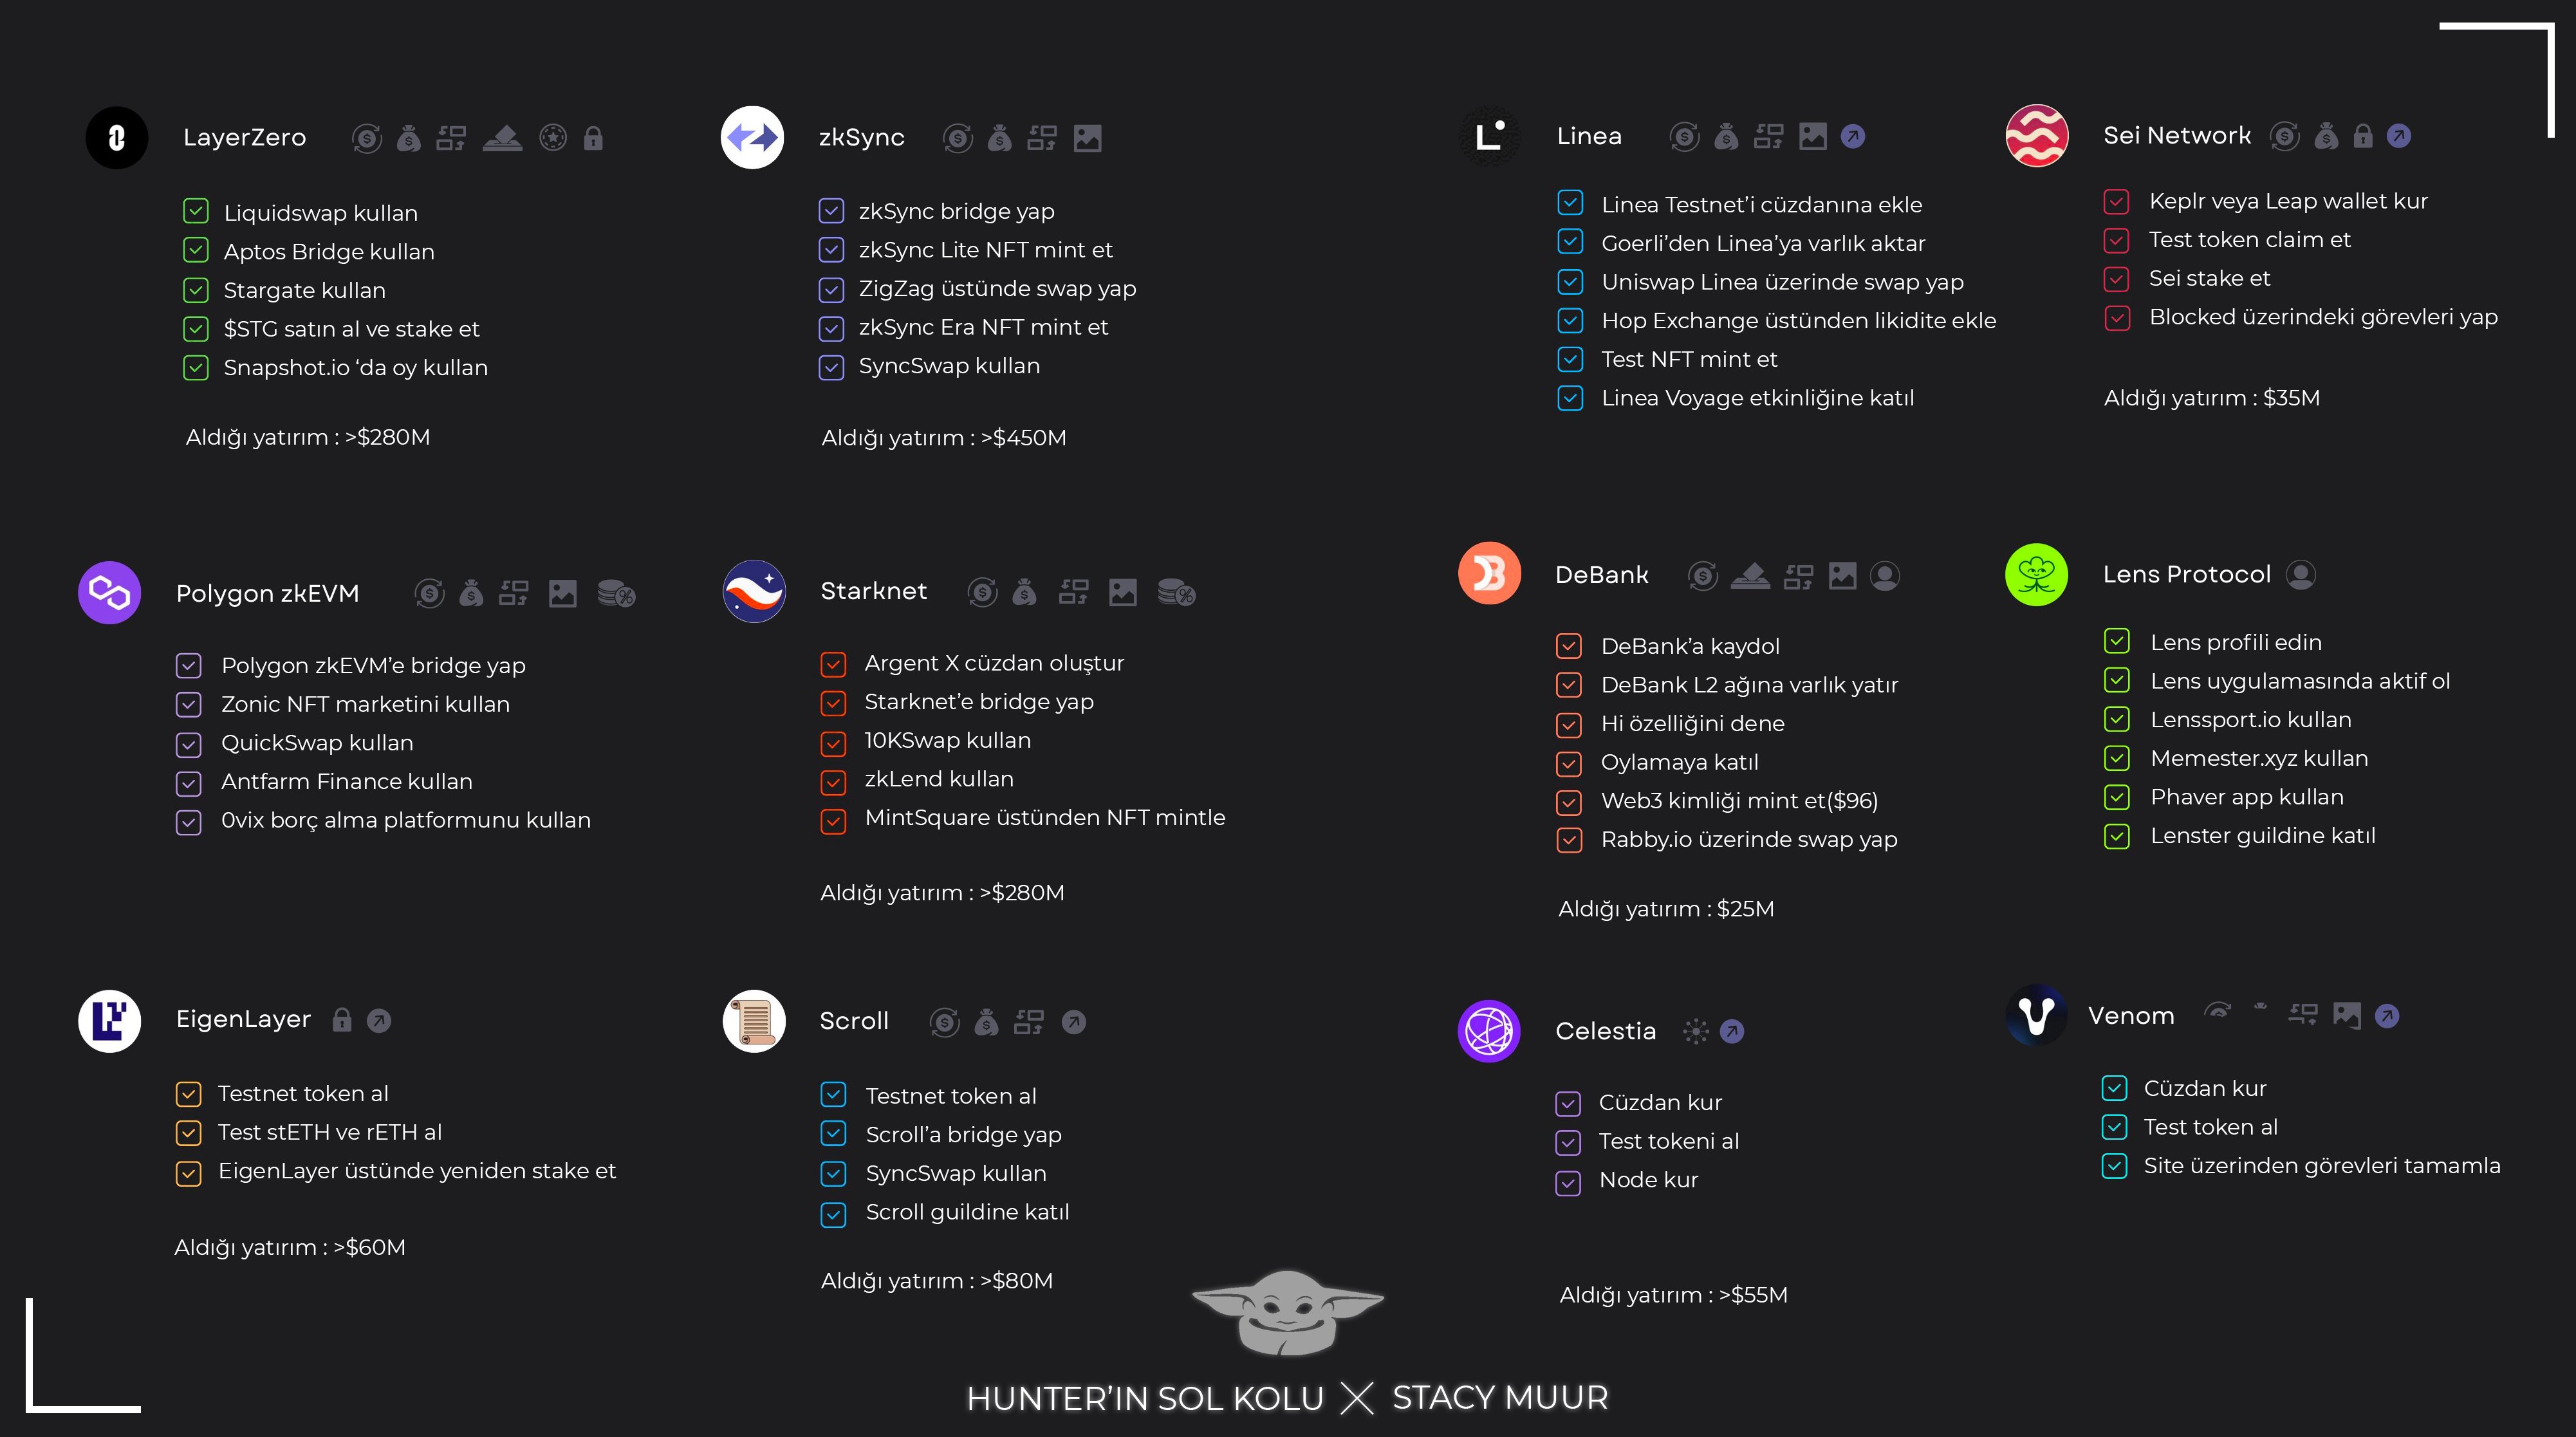 LayerZero
Liquidswap kullan
Aptos Bridge kullan
Stargate kullan
$STG satın al ve stake et
Snapshot.io ‘da oy kullan
Aldığı yatırım : >$280M
zkSync
zkSync bridge yap
zkSync Lite NFT mint et
ZigZag üstünde swap yap
zkSync Era NFT mint et
SyncSwap kullan
Aldığı yatırım : >$450M
Linea
Linea Testnet’i cüzdanına ekle
Goerli’den Linea’ya varlık aktar
Uniswap Linea üzerinde swap yap
Hop Exchange üstünden likidite ekle
Test NFT mint et
Linea Voyage etkinliğine katıl
Sei Network
Keplr veya Leap wallet kur
Test token claim et
Sei stake et
Blocked üzerindeki görevleri yap
Aldığı yatırım : $35M
Polygon zkEVM
Polygon zkEVM’e bridge yap
Zonic NFT marketini kullan
QuickSwap kullan
Antfarm Finance kullan
0vix borç alma platformunu kullan
Starknet
Argent X cüzdan oluştur
Starknet’e bridge yap
10KSwap kullan
zkLend kullan
MintSquare üstünden NFT mintle
Aldığı yatırım : >$280M
DeBank
DeBank’a kaydol
DeBank L2 ağına varlık yatır
Hi özelliğini dene
Oylamaya katıl
Web3 kimliği mint et($96)
Rabby.io üzerinde swap yap
Aldığı yatırım : $25M
Lens Protocol
Lens profili edin
Lens uygulamasında aktif ol
Lenssport.io kullan
Memester.xyz kullan
Phaver app kullan
Lenster guildine katıl
EigenLayer
Testnet token al
Test stETH ve rETH al
EigenLayer üstünde yeniden stake et
Aldığı yatırım : >$60M
Scroll
Testnet token al
Scroll’a bridge yap
SyncSwap kullan
Scroll guildine katıl
Aldığı yatırım : >$80M
Celestia
Cüzdan kur
Test tokeni al
Node kur
Aldığı yatırım : >$55M
Venom
Cüzdan kur
Test token al
Site üzerinden görevleri tamamla
HUNTER’IN SOL KOLU X STACY MUUR